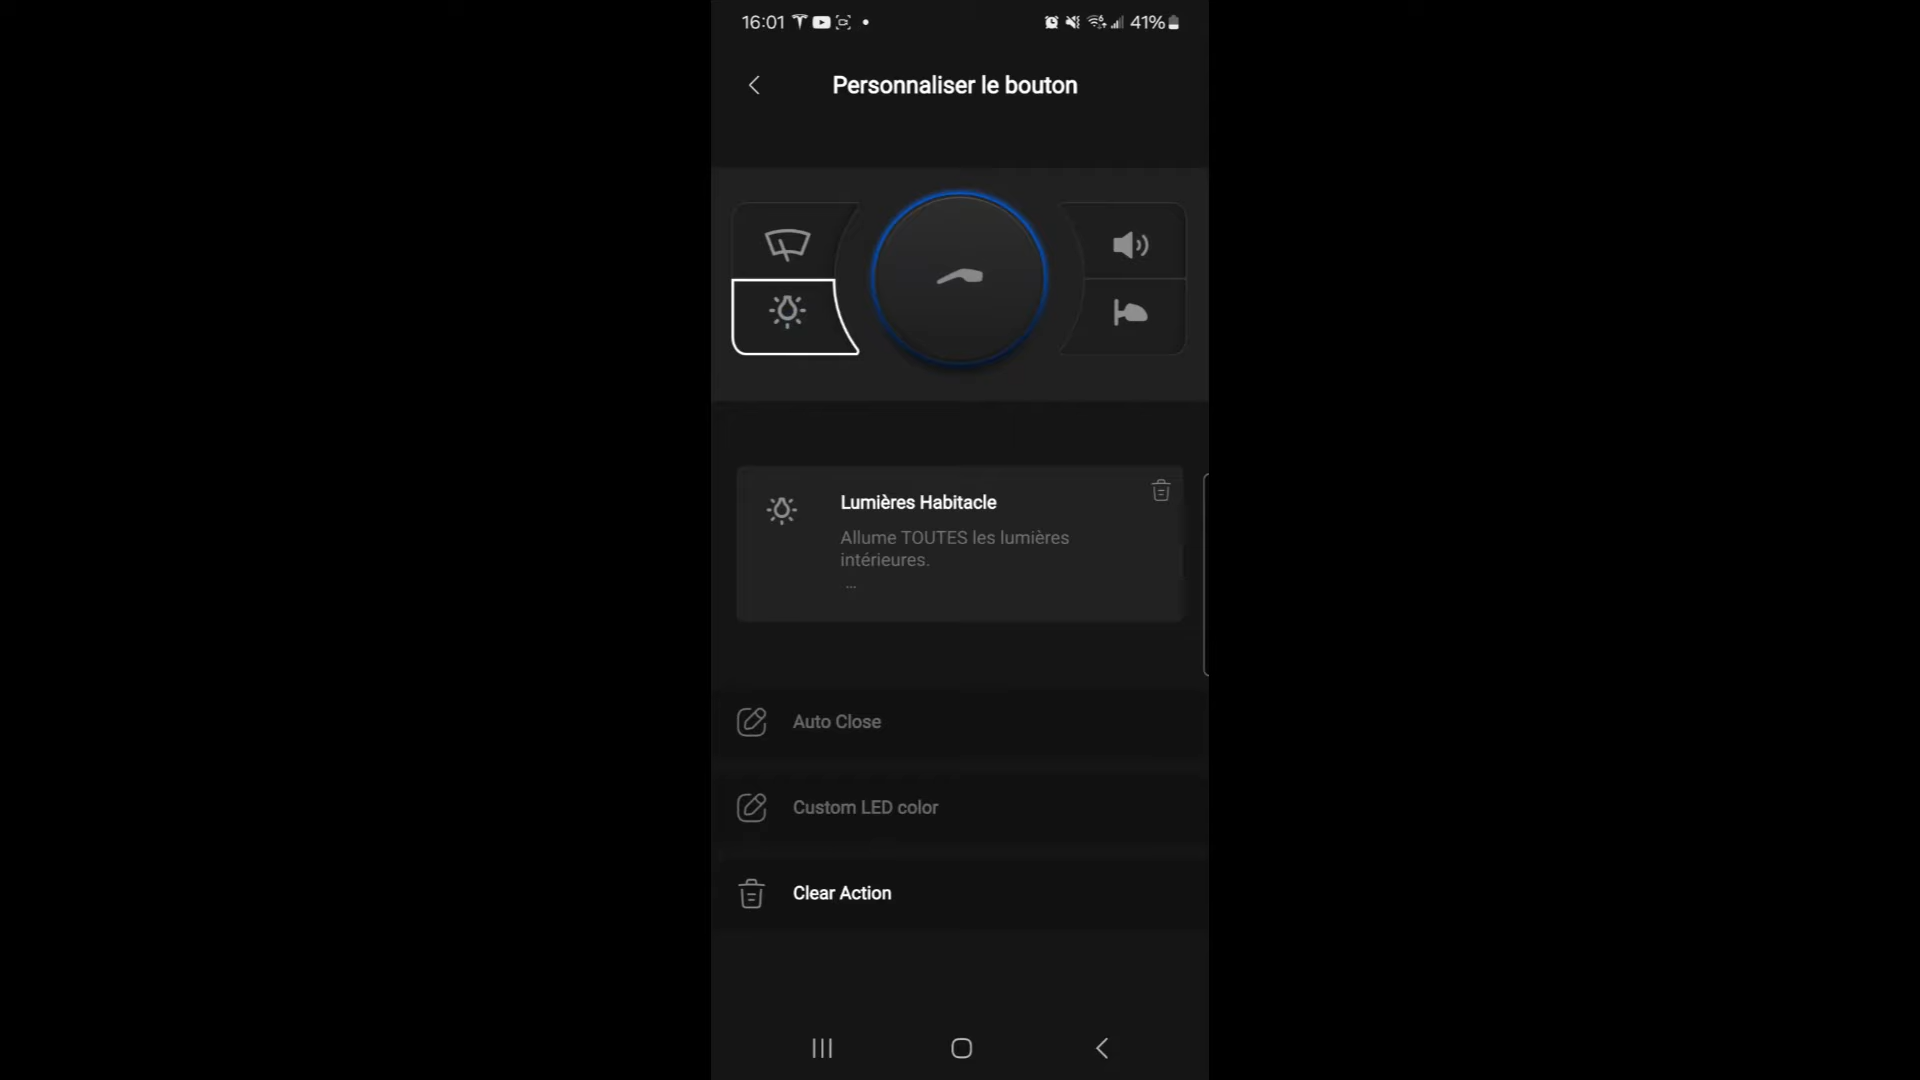 16:01
41%
Personnaliser le bouton
Lumières Habitacle
Allume TOUTES les lumières
intérieures.
...
Auto Close
Custom LED color
Clear Action